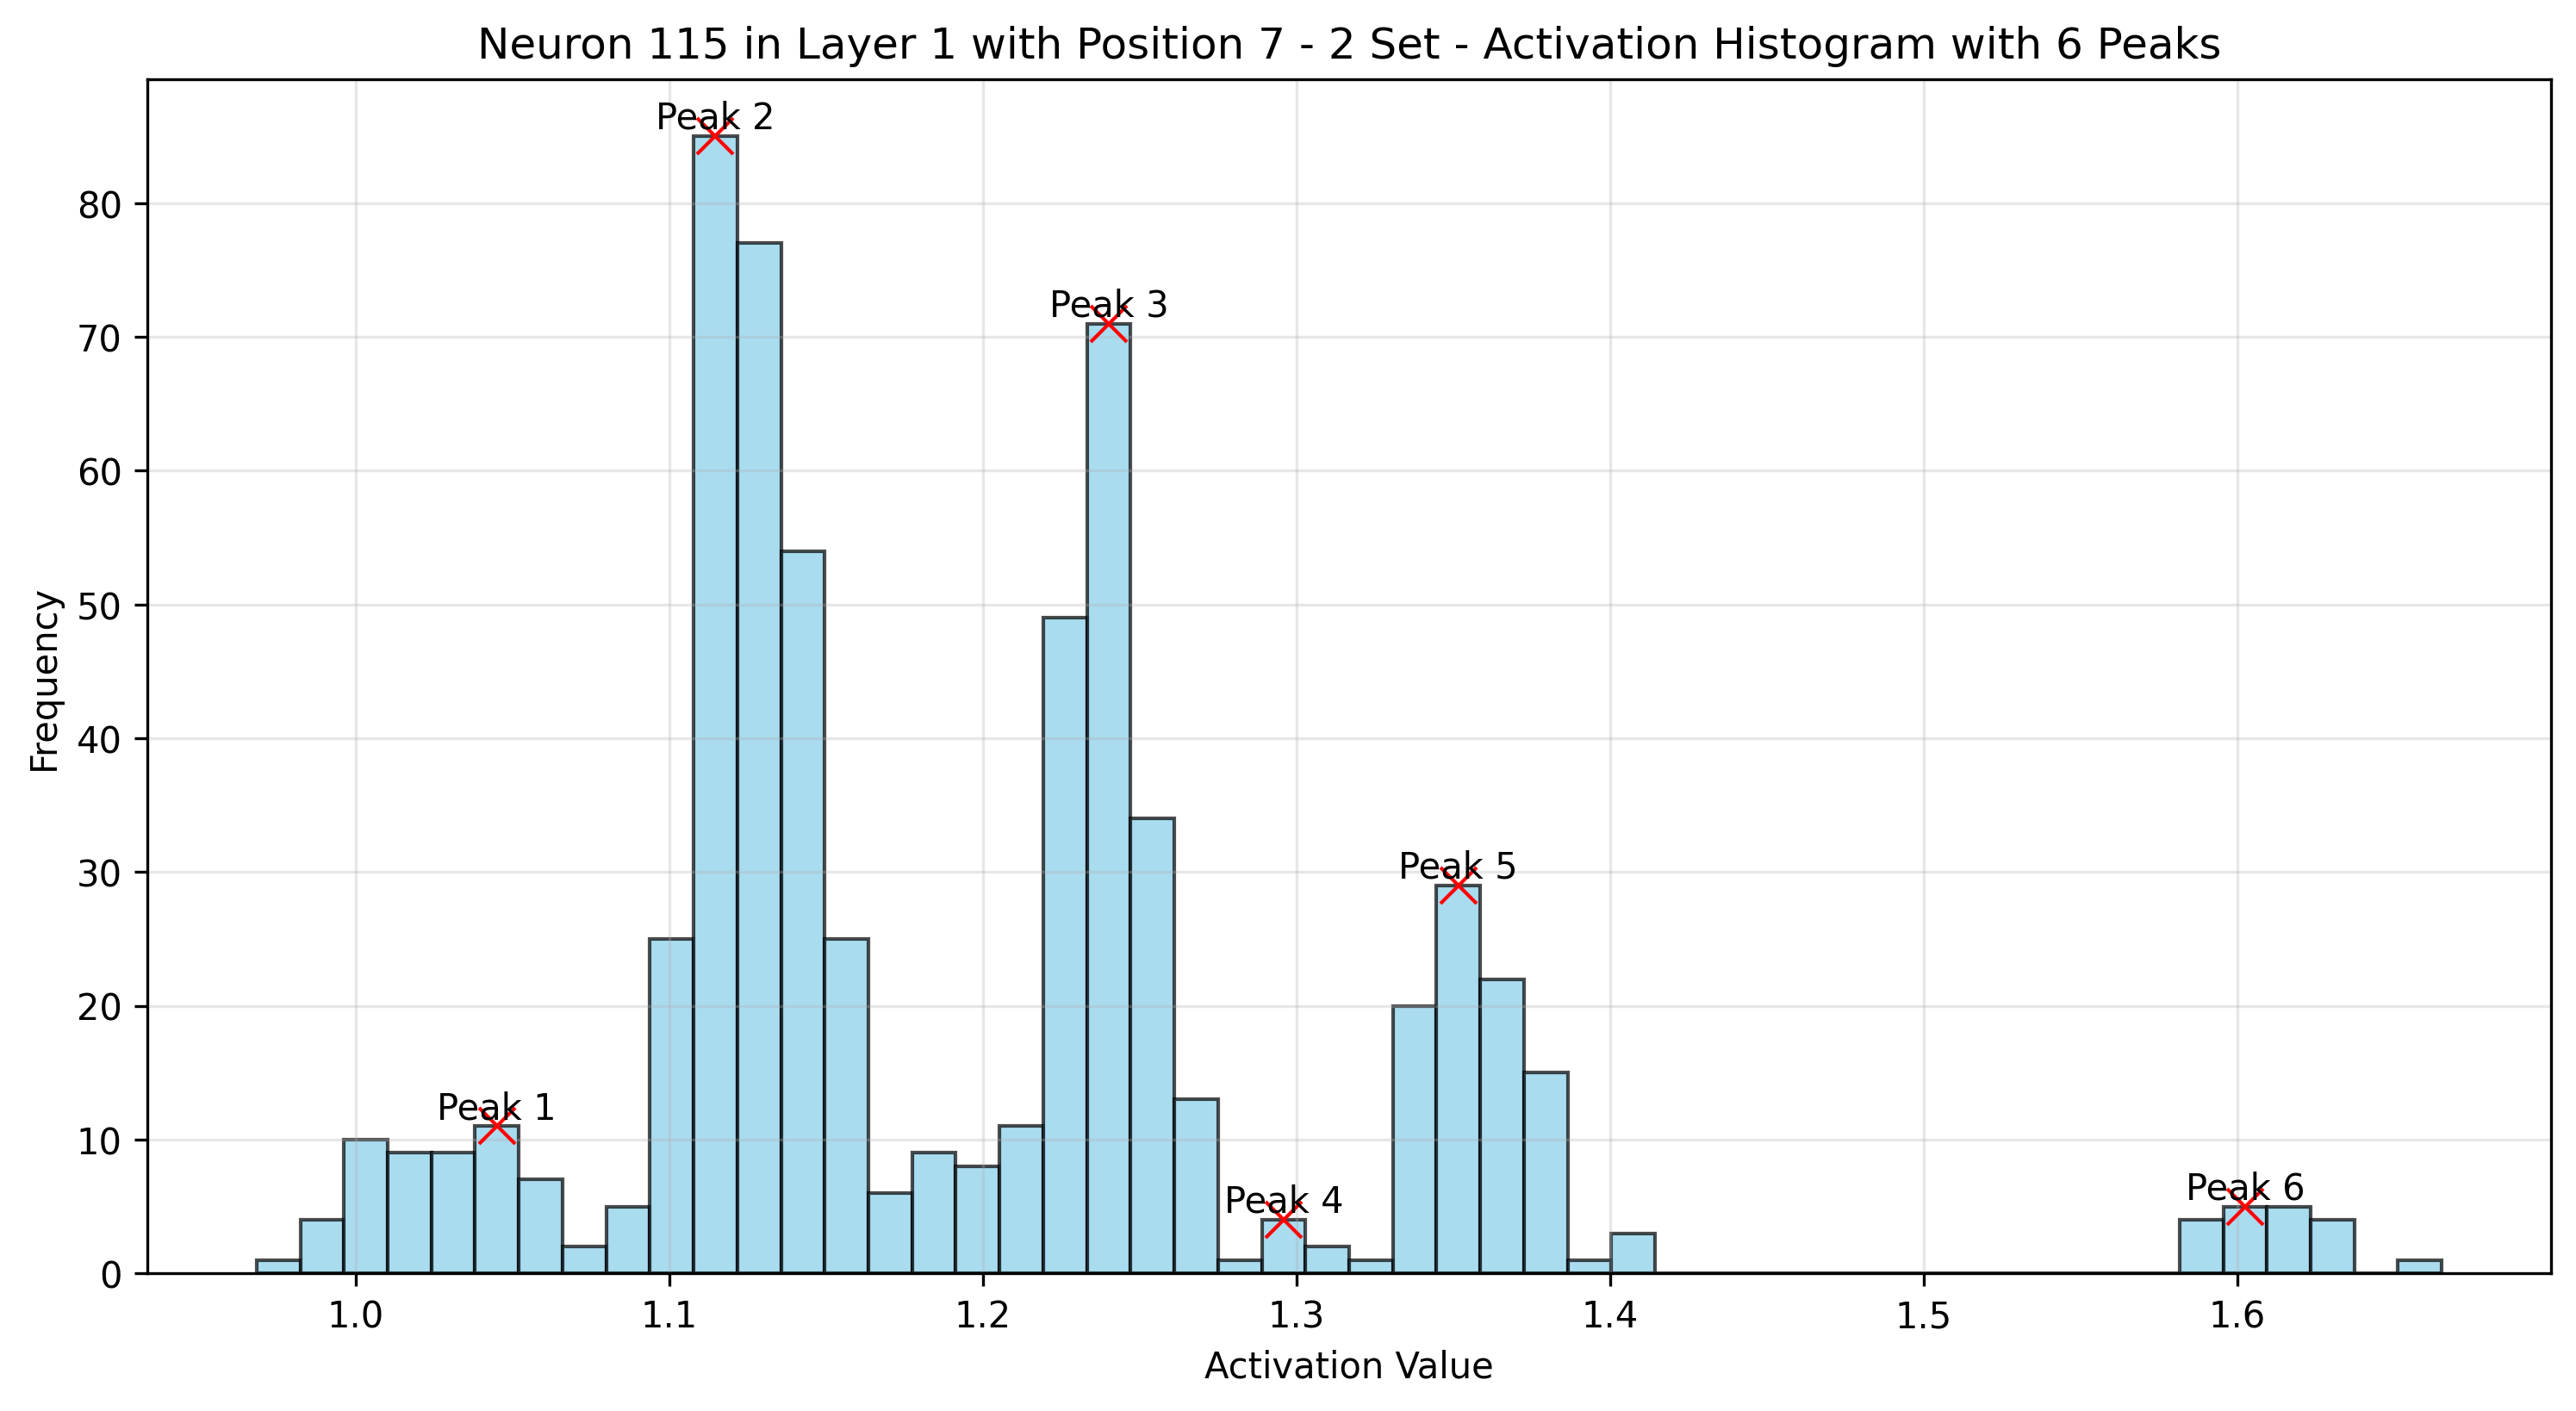 Neuron 115 in Layer 1 with Position 7 - 2 Set - Activation Histogram with 6 Peaks
Peak 2
Peak 3
Peak 5
Peak 1
Peak 4
Peak 6
Frequency
80
70
60
50
40
30
20
10
0
1.0 1.1 1.2 1.3 1.4 1.5 1.6
Activation Value